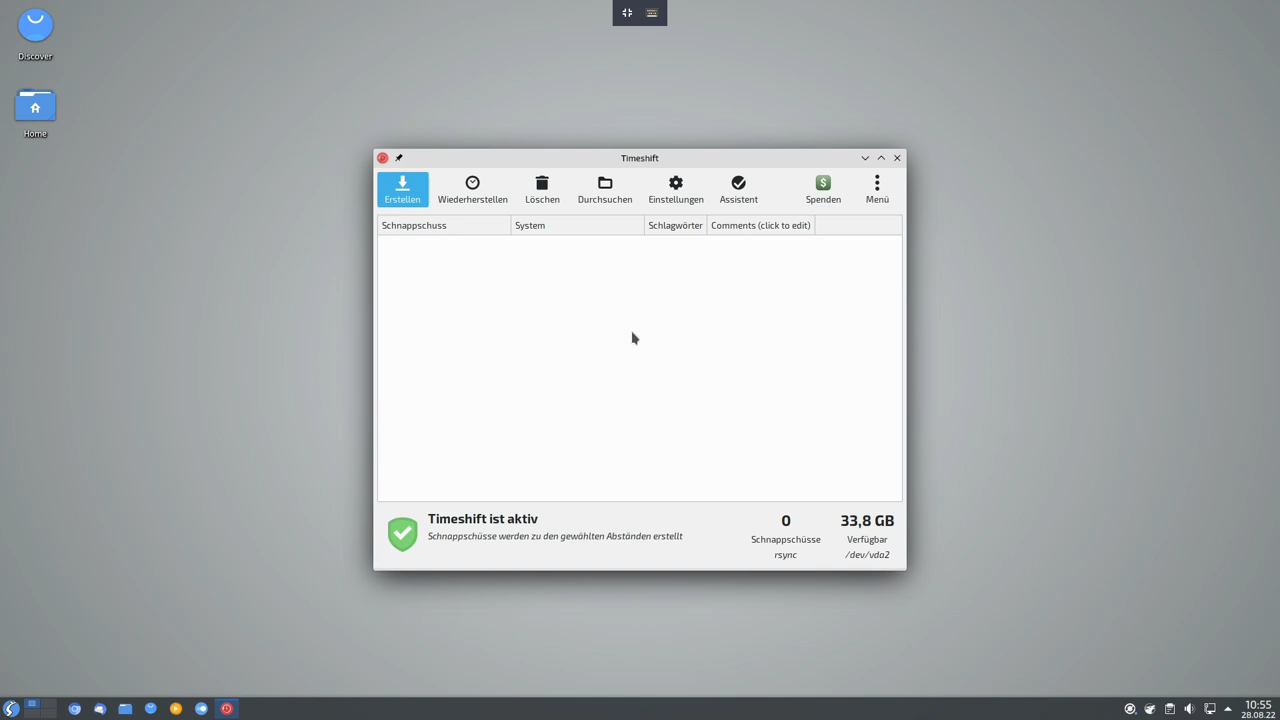 Discover
Home
Timeshift
Erstellen
Wiederherstellen
Löschen
Durchsuchen
Einstellungen
Assistent
Spenden
Menü
Schnappschuss
System
Schlagwörter
Comments (click to edit)
Timeshift ist aktiv
Schnappschüsse werden zu den gewählten Abständen erstellt
0
Schnappschüsse
rsync
33,8 GB
Verfügbar
/dev/vda2
10:55
28.08.22